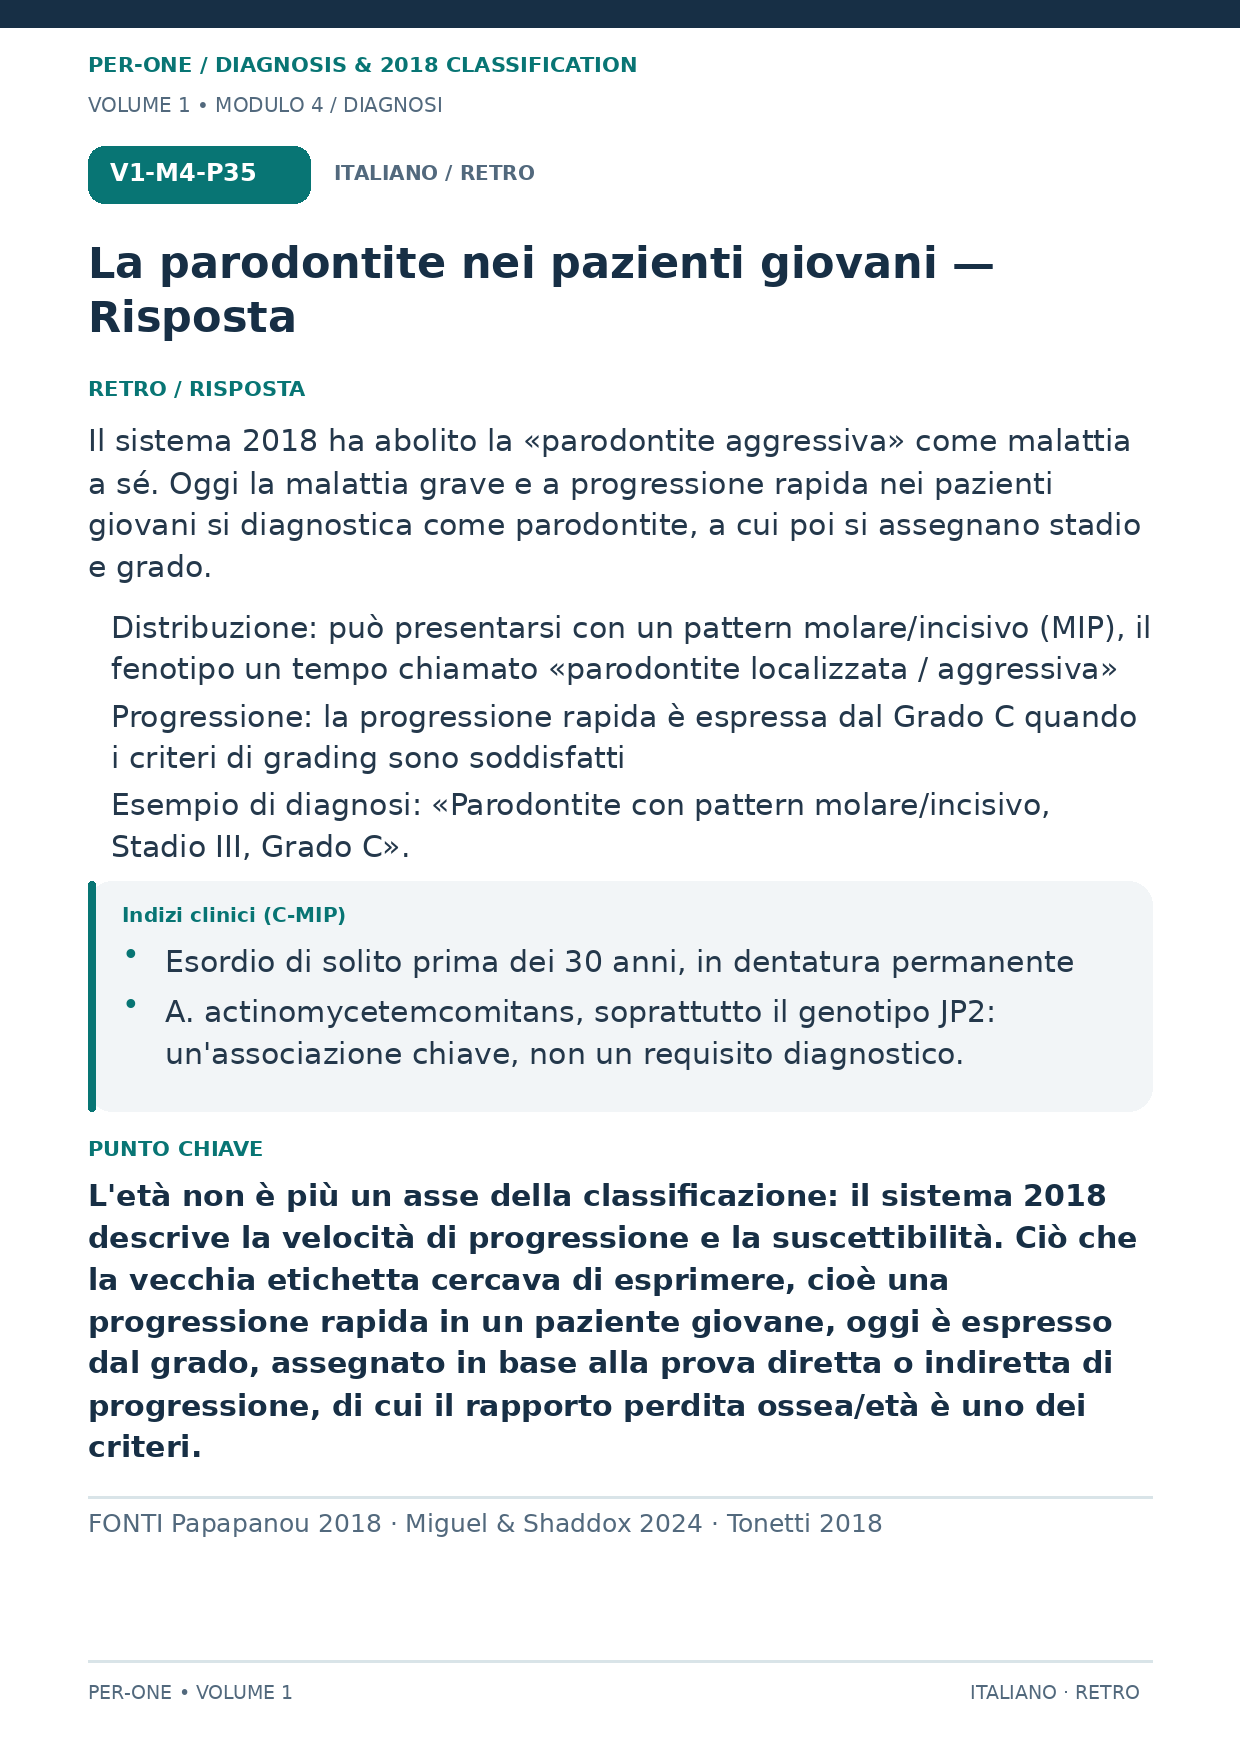 PER-ONE / DIAGNOSIS & 2018 CLASSIFICATION
VOLUME 1 • MODULO 4 / DIAGNOSI
V1-M4-P35
ITALIANO / RETRO
La parodontite nei pazienti giovani —
Risposta
RETRO / RISPOSTA
Il sistema 2018 ha abolito la «parodontite aggressiva» come malattia
a sé. Oggi la malattia grave e a progressione rapida nei pazienti
giovani si diagnostica come parodontite, a cui poi si assegnano stadio
e grado.
Distribuzione: può presentarsi con un pattern molare/incisivo (MIP), il
fenotipo un tempo chiamato «parodontite localizzata / aggressiva»
Progressione: la progressione rapida è espressa dal Grado C quando
i criteri di grading sono soddisfatti
Esempio di diagnosi: «Parodontite con pattern molare/incisivo,
Stadio III, Grado C».
Indizi clinici (C-MIP)
• Esordio di solito prima dei 30 anni, in dentatura permanente
• A. actinomycetemcomitans, soprattutto il genotipo JP2:
un'associazione chiave, non un requisito diagnostico.
PUNTO CHIAVE
L'età non è più un asse della classificazione: il sistema 2018
descrive la velocità di progressione e la suscettibilità. Ciò che
la vecchia etichetta cercava di esprimere, cioè una
progressione rapida in un paziente giovane, oggi è espresso
dal grado, assegnato in base alla prova diretta o indiretta di
progressione, di cui il rapporto perdita ossea/età è uno dei
criteri.
FONTI Papapanou 2018 · Miguel & Shaddox 2024 · Tonetti 2018
PER-ONE • VOLUME 1
ITALIANO · RETRO